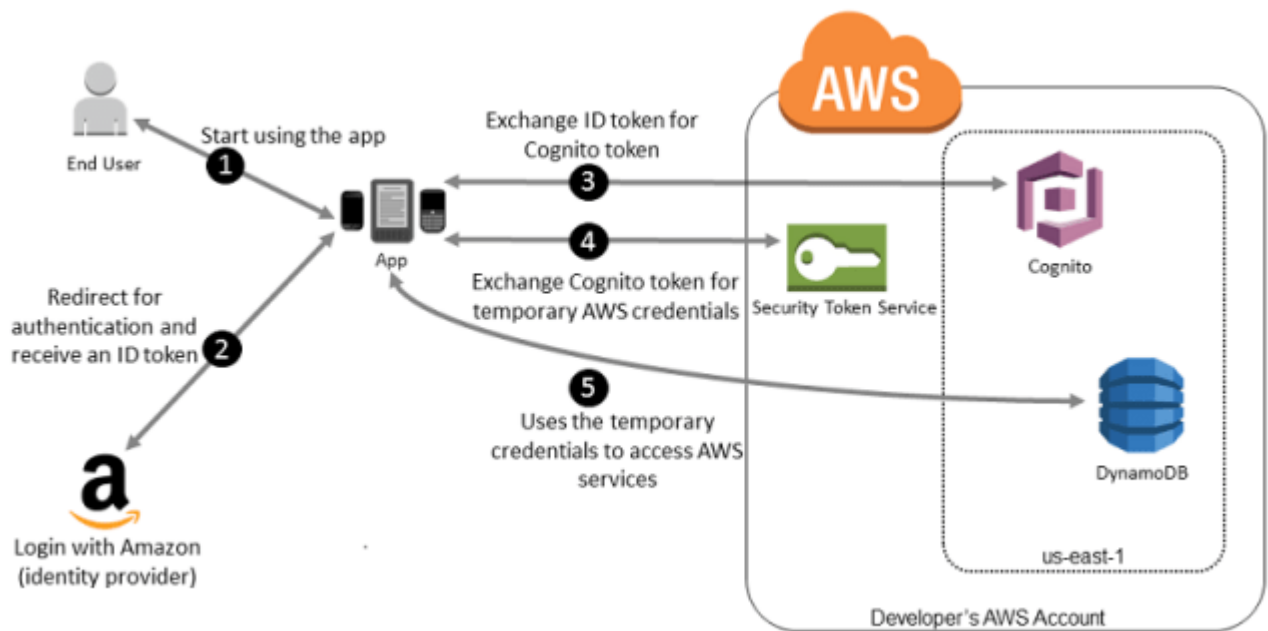 AWS
End User
Start using the app
1
Exchange ID token for
Cognito token
3
App
4
Exchange Cognito token for
temporary AWS credentials
Security Token Service
Cognito
Redirect for
authentication and
receive an ID token
2
5
Uses the temporary
credentials to access AWS
services
DynamoDB
a
Login with Amazon
(identity provider)
us-east-1
Developer's AWS Account